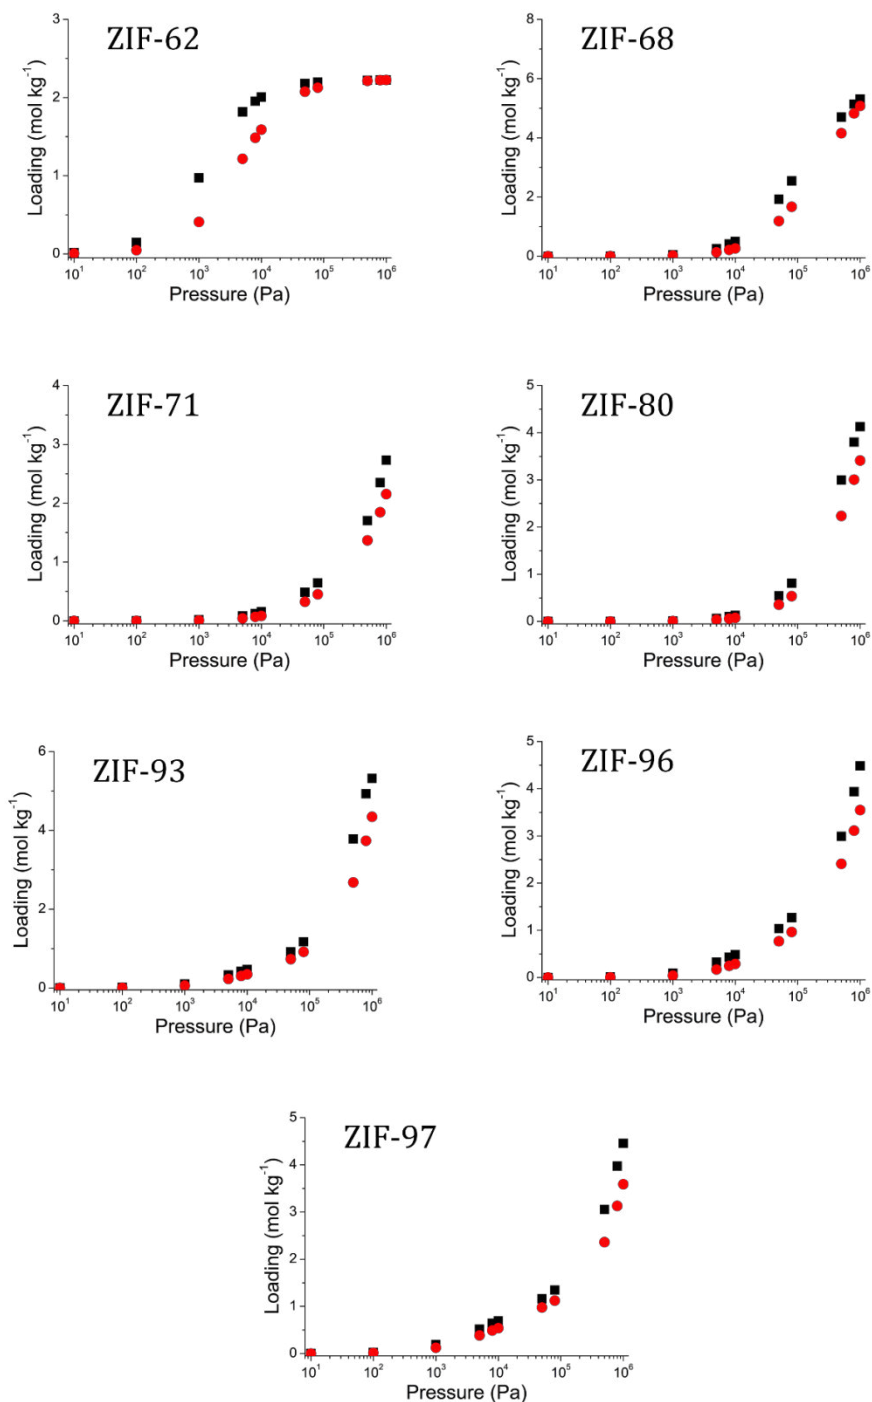 ZIF-62
Loading (mol kg⁻¹)
3
2
1
0
10¹ 10² 10³ 10⁴ 10⁵ 10⁶
Pressure (Pa)
ZIF-68
Loading (mol kg⁻¹)
8
6
4
2
0
10¹ 10² 10³ 10⁴ 10⁵ 10⁶
Pressure (Pa)
ZIF-71
Loading (mol kg⁻¹)
4
3
2
1
0
10¹ 10² 10³ 10⁴ 10⁵ 10⁶
Pressure (Pa)
ZIF-80
Loading (mol kg⁻¹)
5
4
3
2
1
0
10¹ 10² 10³ 10⁴ 10⁵ 10⁶
Pressure (Pa)
ZIF-93
Loading (mol kg⁻¹)
6
4
2
0
10¹ 10² 10³ 10⁴ 10⁵ 10⁶
Pressure (Pa)
ZIF-96
Loading (mol kg⁻¹)
5
4
3
2
1
0
10¹ 10² 10³ 10⁴ 10⁵ 10⁶
Pressure (Pa)
ZIF-97
Loading (mol kg⁻¹)
5
4
3
2
1
0
10¹ 10² 10³ 10⁴ 10⁵ 10⁶
Pressure (Pa)